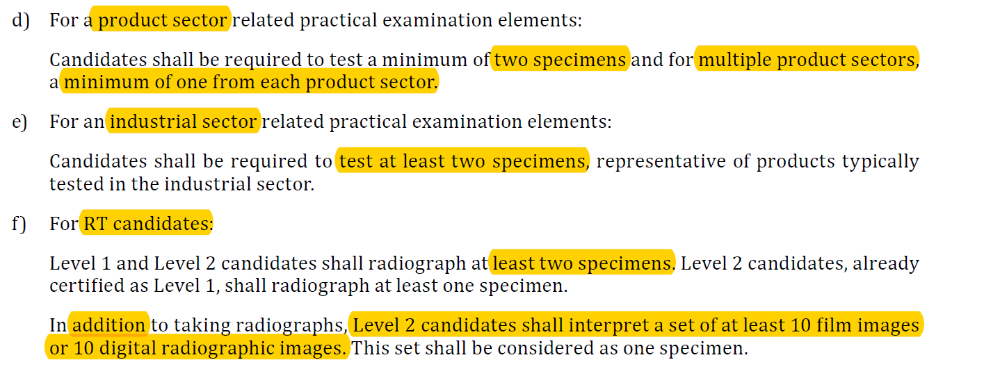 d) For a product sector related practical examination elements:
Candidates shall be required to test a minimum of two specimens and for multiple product sectors,
a minimum of one from each product sector.
e) For an industrial sector related practical examination elements:
Candidates shall be required to test at least two specimens, representative of products typically
tested in the industrial sector.
f) For RT candidates:
Level 1 and Level 2 candidates shall radiograph at least two specimens. Level 2 candidates, already
certified as Level 1, shall radiograph at least one specimen.
In addition to taking radiographs, Level 2 candidates shall interpret a set of at least 10 film images
or 10 digital radiographic images. This set shall be considered as one specimen.